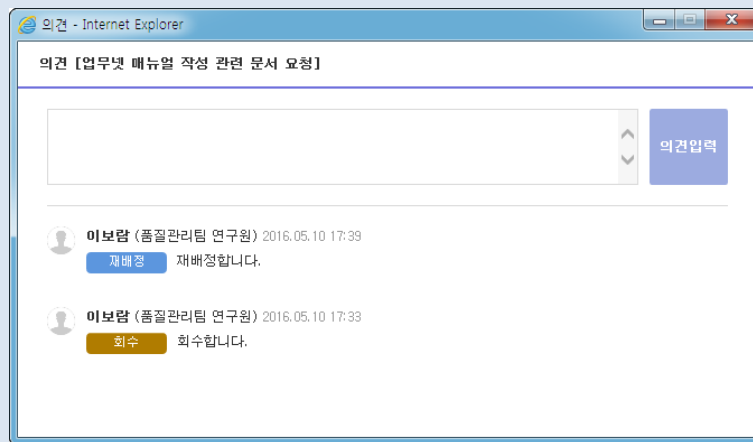 의견 - Internet Explorer
의견 [업무넷 매뉴얼 작성 관련 문서 요청]
의견입력
이보람 (품질관리팀 연구원) 2016.05.10 17:39
재배정 재배정합니다.
이보람 (품질관리팀 연구원) 2016.05.10 17:33
회수 회수합니다.